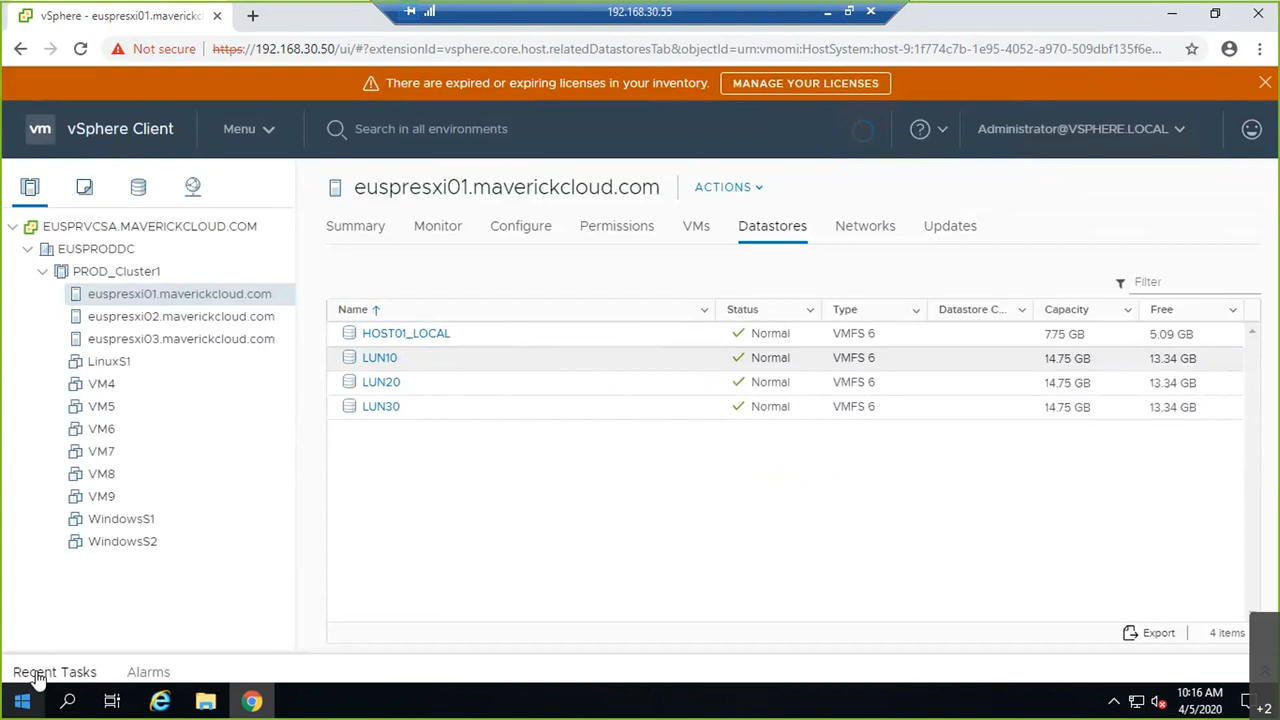 192.168.30.55
vSphere - euspresxi01.maverickcl
Not secure https://192.168.30.50/ui/#?extensionId=vsphere.core.host.relatedDatastoresTab&objectId=urn:vmomi:HostSystem:host-9:1f774c7b-1e95-4052-a970-509dbf135f6e...
There are expired or expiring licenses in your inventory. MANAGE YOUR LICENSES
vm vSphere Client Menu Search in all environments ? Administrator@VSPHERE.LOCAL
euspresxi01.maverickcloud.com ACTIONS
Summary Monitor Configure Permissions VMs Datastores Networks Updates
EUSPRVCSA.MAVERICKCLOUD.COM
EUSPRODDC
PROD_Cluster1
euspresxi01.maverickcloud.com
euspresxi02.maverickcloud.com
euspresxi03.maverickcloud.com
LinuxS1
VM4
VM5
VM6
VM7
VM8
VM9
WindowsS1
WindowsS2
Filter
Name Status Type Datastore C... Capacity Free
HOST01_LOCAL Normal VMFS 6 7.75 GB 5.09 GB
LUN10 Normal VMFS 6 14.75 GB 13.34 GB
LUN20 Normal VMFS 6 14.75 GB 13.34 GB
LUN30 Normal VMFS 6 14.75 GB 13.34 GB
Export 4 items
Recent Tasks Alarms
10:16 AM
4/5/2020
+2